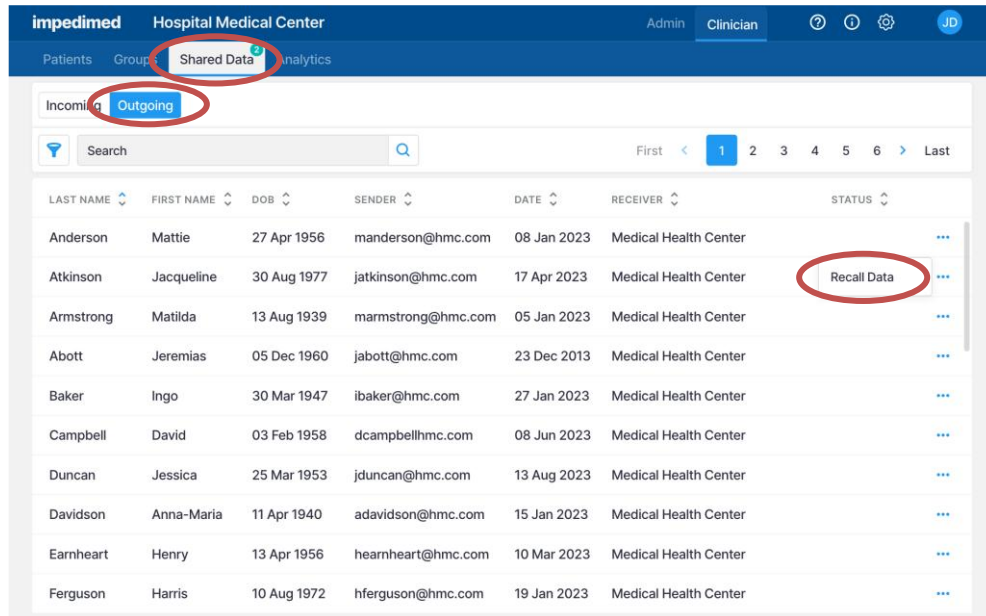 impedimed Hospital Medical Center Admin Clinician JD
Patients Groups Shared Data 2 Analytics
Incoming Outgoing
Search First 1 2 3 4 5 6 Last
LAST NAME FIRST NAME DOB SENDER DATE RECEIVER STATUS
Anderson Mattie 27 Apr 1956 manderson@hmc.com 08 Jan 2023 Medical Health Center
Atkinson Jacqueline 30 Aug 1977 jatkinson@hmc.com 17 Apr 2023 Medical Health Center Recall Data
Armstrong Matilda 13 Aug 1939 marmstrong@hmc.com 05 Jan 2023 Medical Health Center
Abott Jeremias 05 Dec 1960 jabott@hmc.com 23 Dec 2013 Medical Health Center
Baker Ingo 30 Mar 1947 ibaker@hmc.com 27 Jan 2023 Medical Health Center
Campbell David 03 Feb 1958 dcampbellhmc.com 08 Jun 2023 Medical Health Center
Duncan Jessica 25 Mar 1953 jduncan@hmc.com 13 Aug 2023 Medical Health Center
Davidson Anna-Maria 11 Apr 1940 adavidson@hmc.com 15 Jan 2023 Medical Health Center
Earnheart Henry 13 Apr 1956 hearnheart@hmc.com 10 Mar 2023 Medical Health Center
Ferguson Harris 10 Aug 1972 hferguson@hmc.com 19 Jan 2023 Medical Health Center